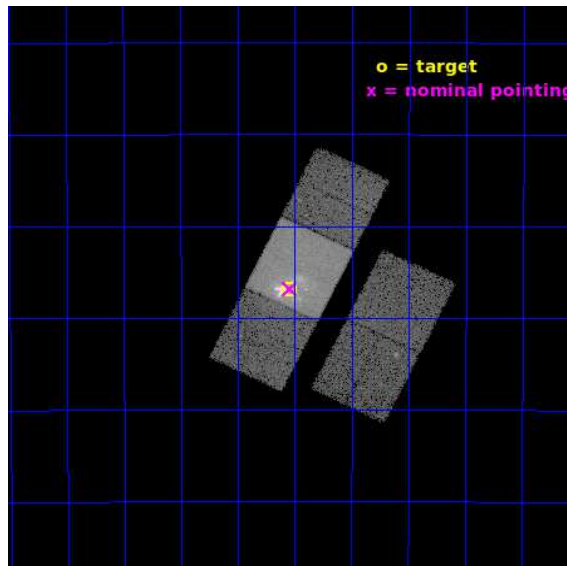 o = target
x = nominal pointing